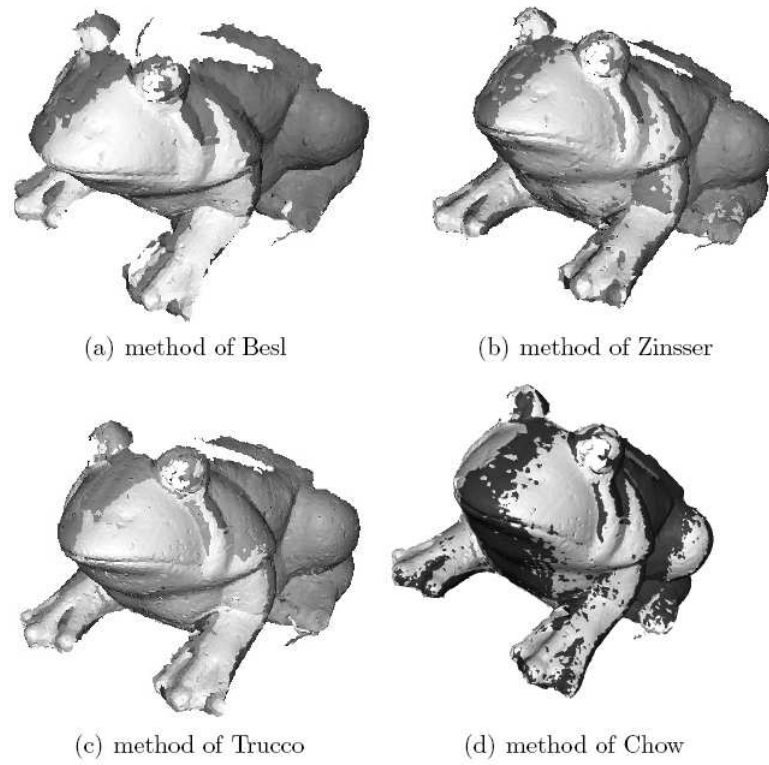 (a) method of Besl
(b) method of Zinsser
(c) method of Trucco
(d) method of Chow